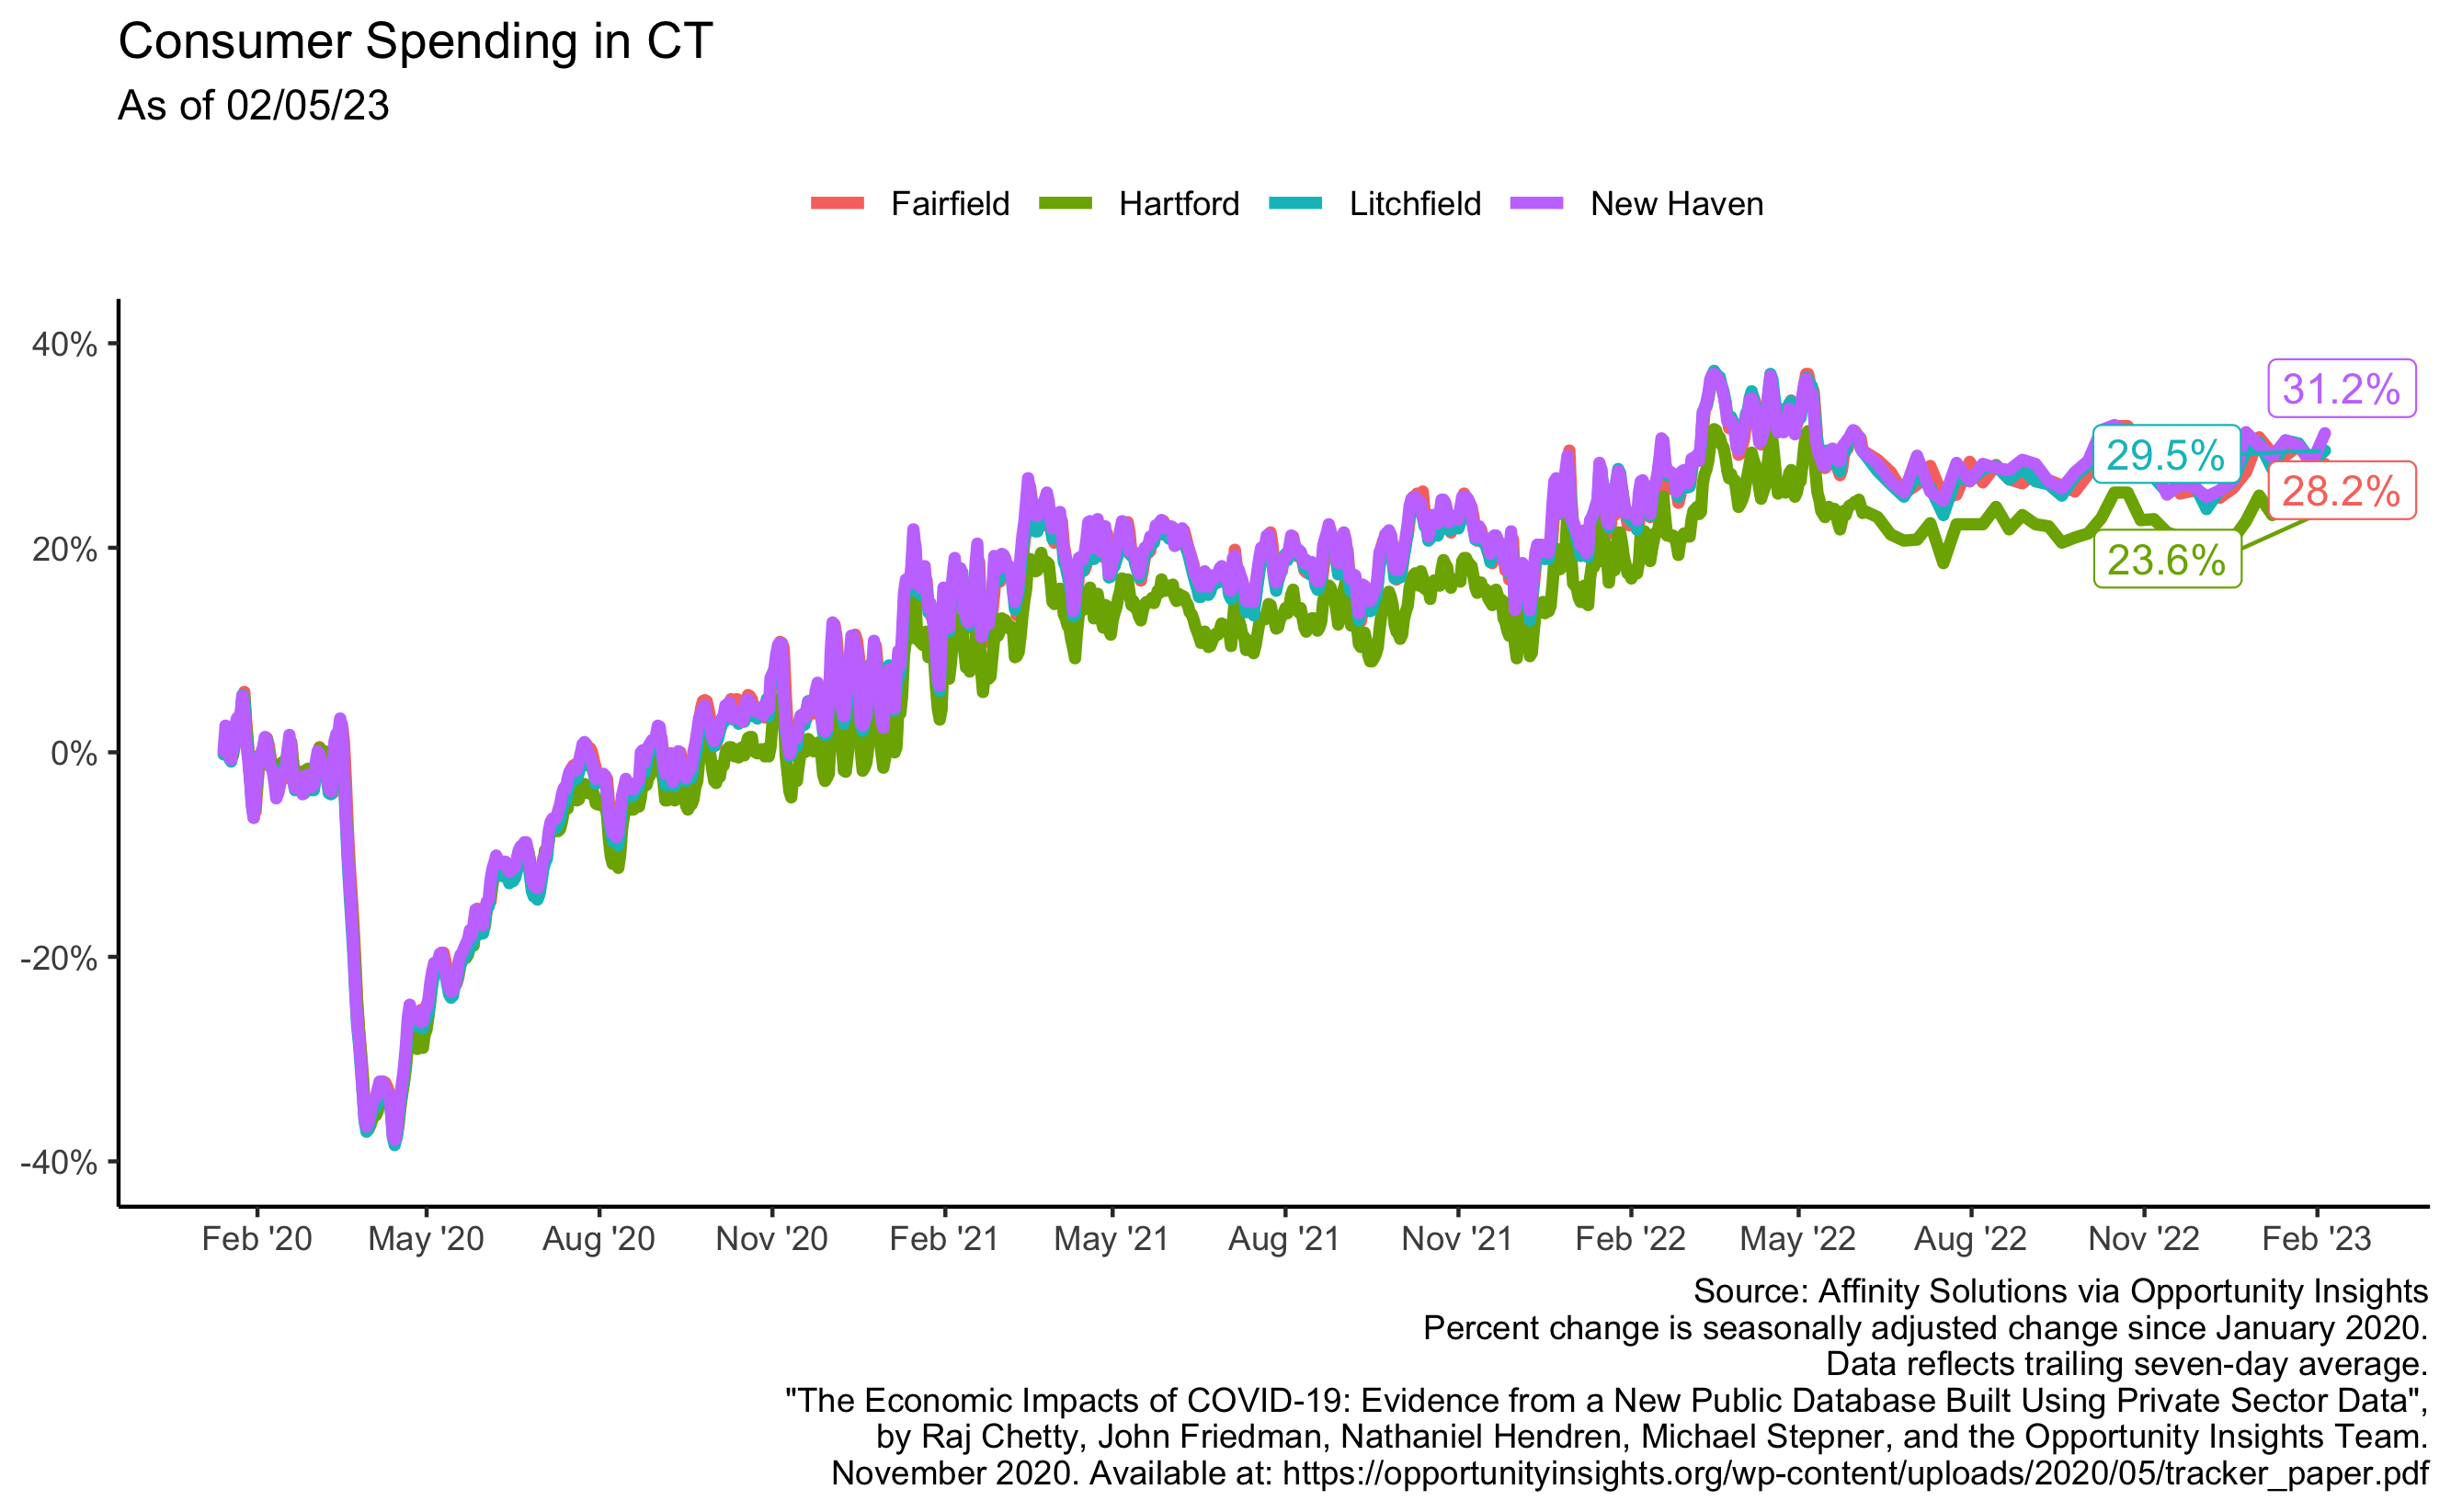 Consumer Spending in CT
As of 02/05/23
Fairfield Hartford Litchfield New Haven
40%
20%
0%
-20%
-40%
31.2%
29.5%
28.2%
23.6%
Feb '20 May '20 Aug '20 Nov '20 Feb '21 May '21 Aug '21 Nov '21 Feb '22 May '22 Aug '22 Nov '22 Feb '23
Source: Affinity Solutions via Opportunity Insights
Percent change is seasonally adjusted change since January 2020.
Data reflects trailing seven-day average.
"The Economic Impacts of COVID-19: Evidence from a New Public Database Built Using Private Sector Data",
by Raj Chetty, John Friedman, Nathaniel Hendren, Michael Stepner, and the Opportunity Insights Team.
November 2020. Available at: https://opportunityinsights.org/wp-content/uploads/2020/05/tracker_paper.pdf